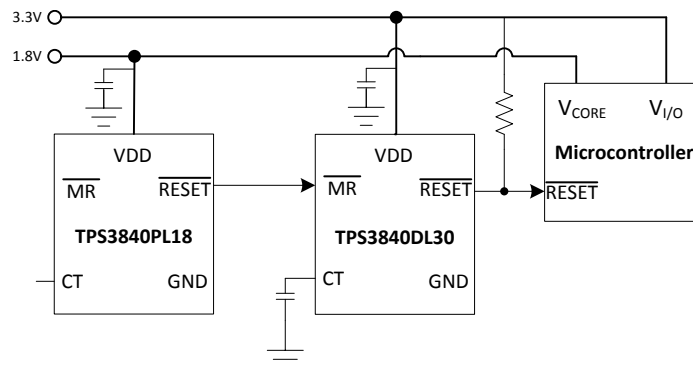 3.3V
1.8V
VDD
MR
RESET
TPS3840PL18
CT
GND
VDD
MR
RESET
TPS3840DL30
CT
GND
VCORE
VI/O
Microcontroller
RESET